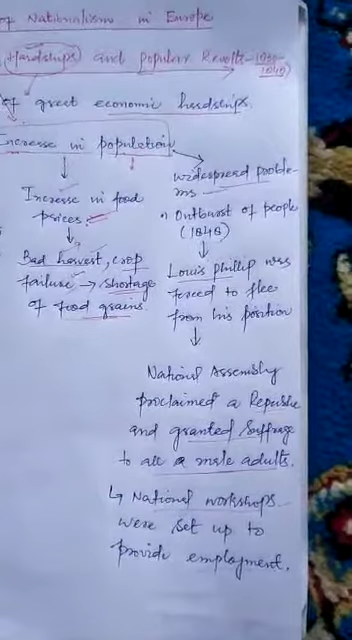 of Nationalism in Europe
Hardships and popular Revolts - 1830-1848)
of great economic hardships.
Increase in population
widespread proble-
ms
Increase in food
prices.
Outburst of people
(1848)
Bad harvest, crop
failure → shortage
of food grains.
Louis phillip was
forced to flee
from his position
National Assembly
proclaimed a
and granted Suffrage
to all a male adults.
↳ National workshops
were set up to
provide employment.